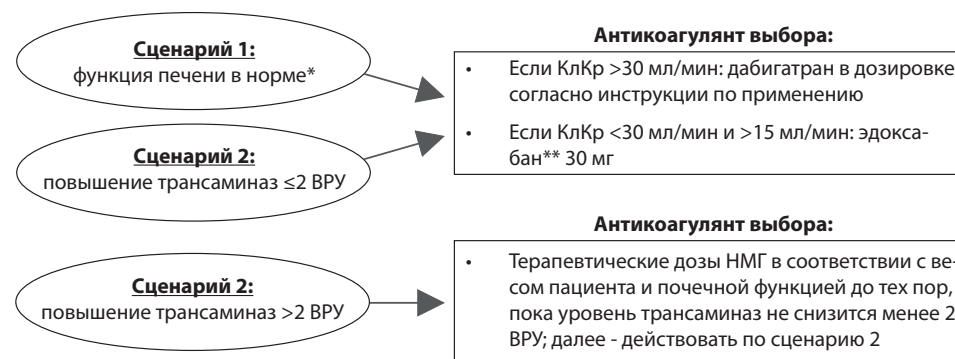 Сценарий 1:
функция печени в норме*
Сценарий 2:
повышение трансаминаз ≤2 ВРУ
Антикоагулянт выбора:
• Если КлКр >30 мл/мин: дабигатран в дозировке
согласно инструкции по применению
• Если КлКр <30 мл/мин и >15 мл/мин: эдокса-
бан** 30 мг
Сценарий 2:
повышение трансаминаз >2 ВРУ
Антикоагулянт выбора:
• Терапевтические дозы НМГ в соответствии с ве-
сом пациента и почечной функцией до тех пор,
пока уровень трансаминаз не снизится менее 2
ВРУ; далее - действовать по сценарию 2